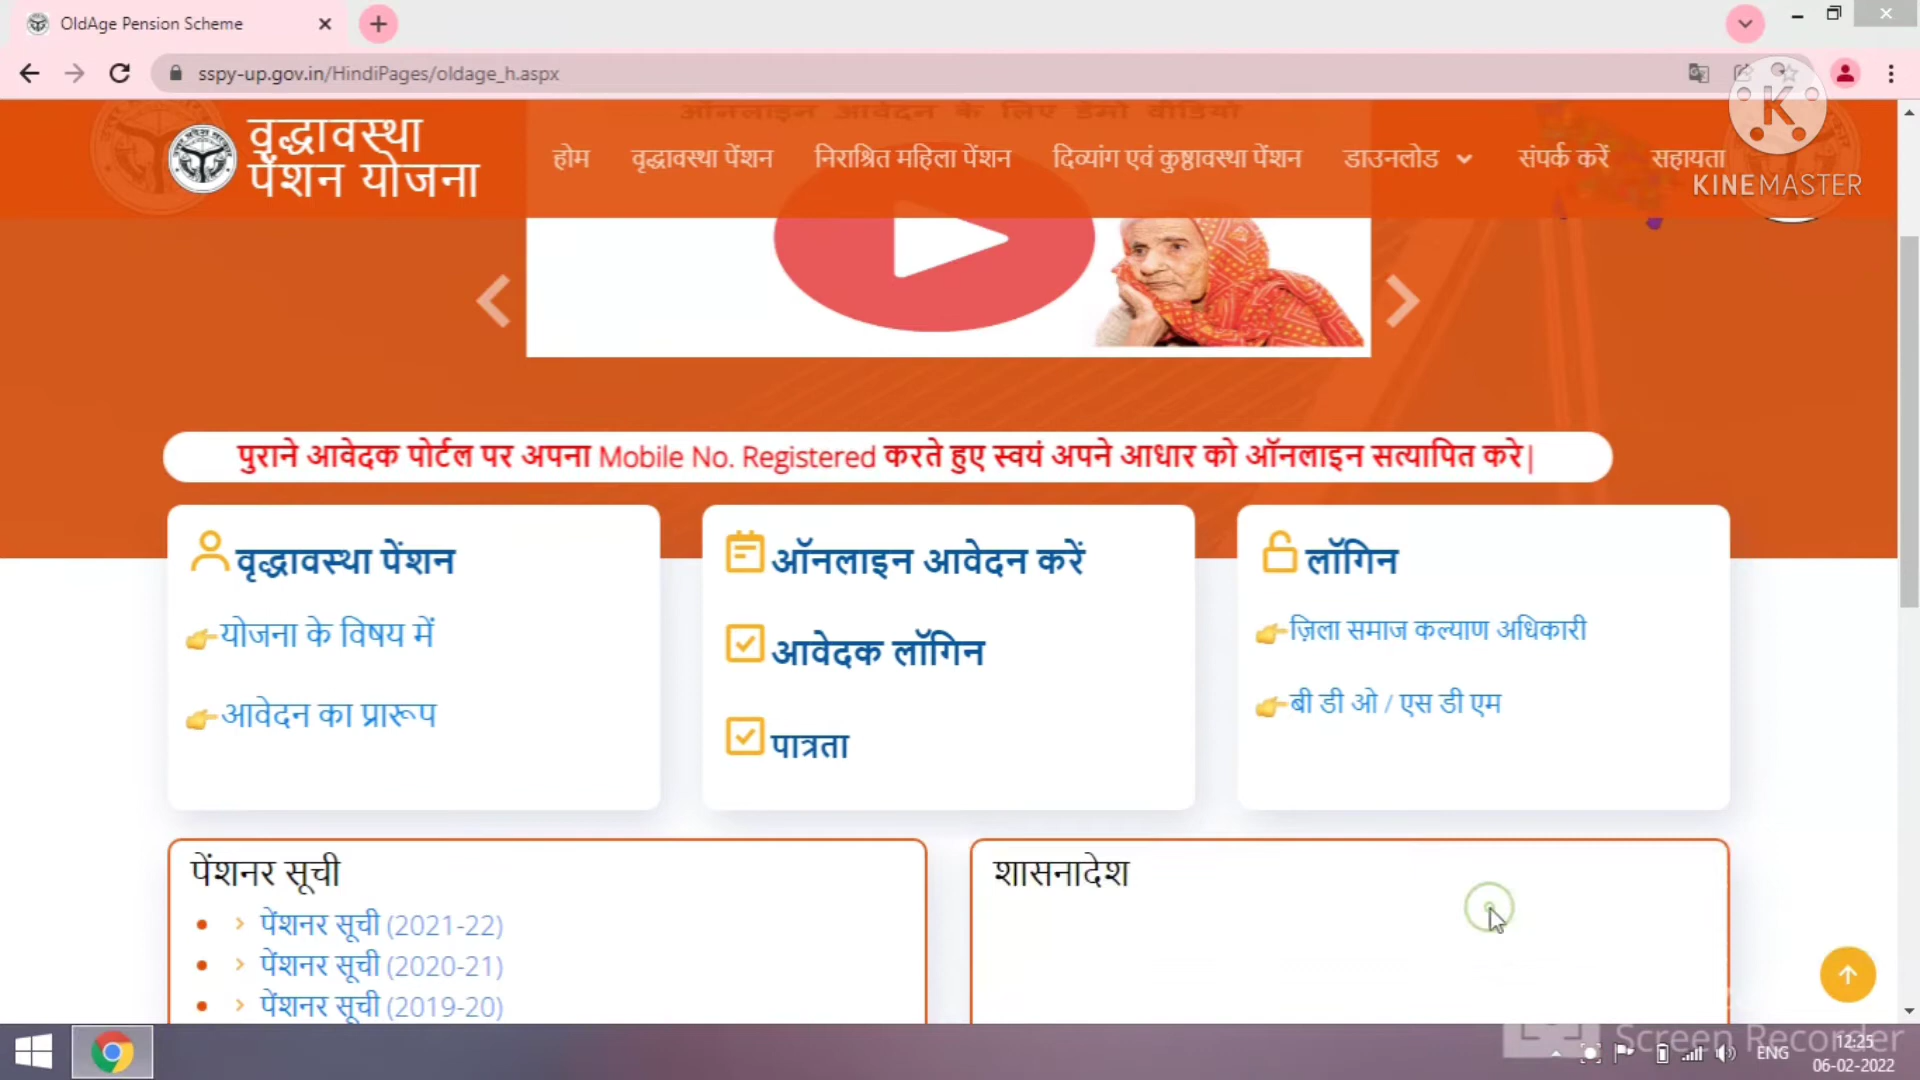 OldAge Pension Scheme
sspy-up.gov.in/HindiPages/oldage_h.aspx
ऑनलाइन आवेदन के लिए डेमो वीडियो
वृद्धावस्था
पेंशन योजना
होम वृद्धावस्था पेंशन निराश्रित महिला पेंशन दिव्यांग एवं कुष्ठावस्था पेंशन डाउनलोड संपर्क करें सहायता
K
KINEMASTER
पुराने आवेदक पोर्टल पर अपना Mobile No. Registered करते हुए स्वयं अपने आधार को ऑनलाइन सत्यापित करे|
वृद्धावस्था पेंशन
योजना के विषय में
आवेदन का प्रारूप
ऑनलाइन आवेदन करें
आवेदक लॉगिन
पात्रता
लॉगिन
ज़िला समाज कल्याण अधिकारी
बी डी ओ / एस डी एम
पेंशनर सूची
पेंशनर सूची (2021-22)
पेंशनर सूची (2020-21)
पेंशनर सूची (2019-20)
शासनादेश
Screen Recorder
ENG
12:25
06-02-2022